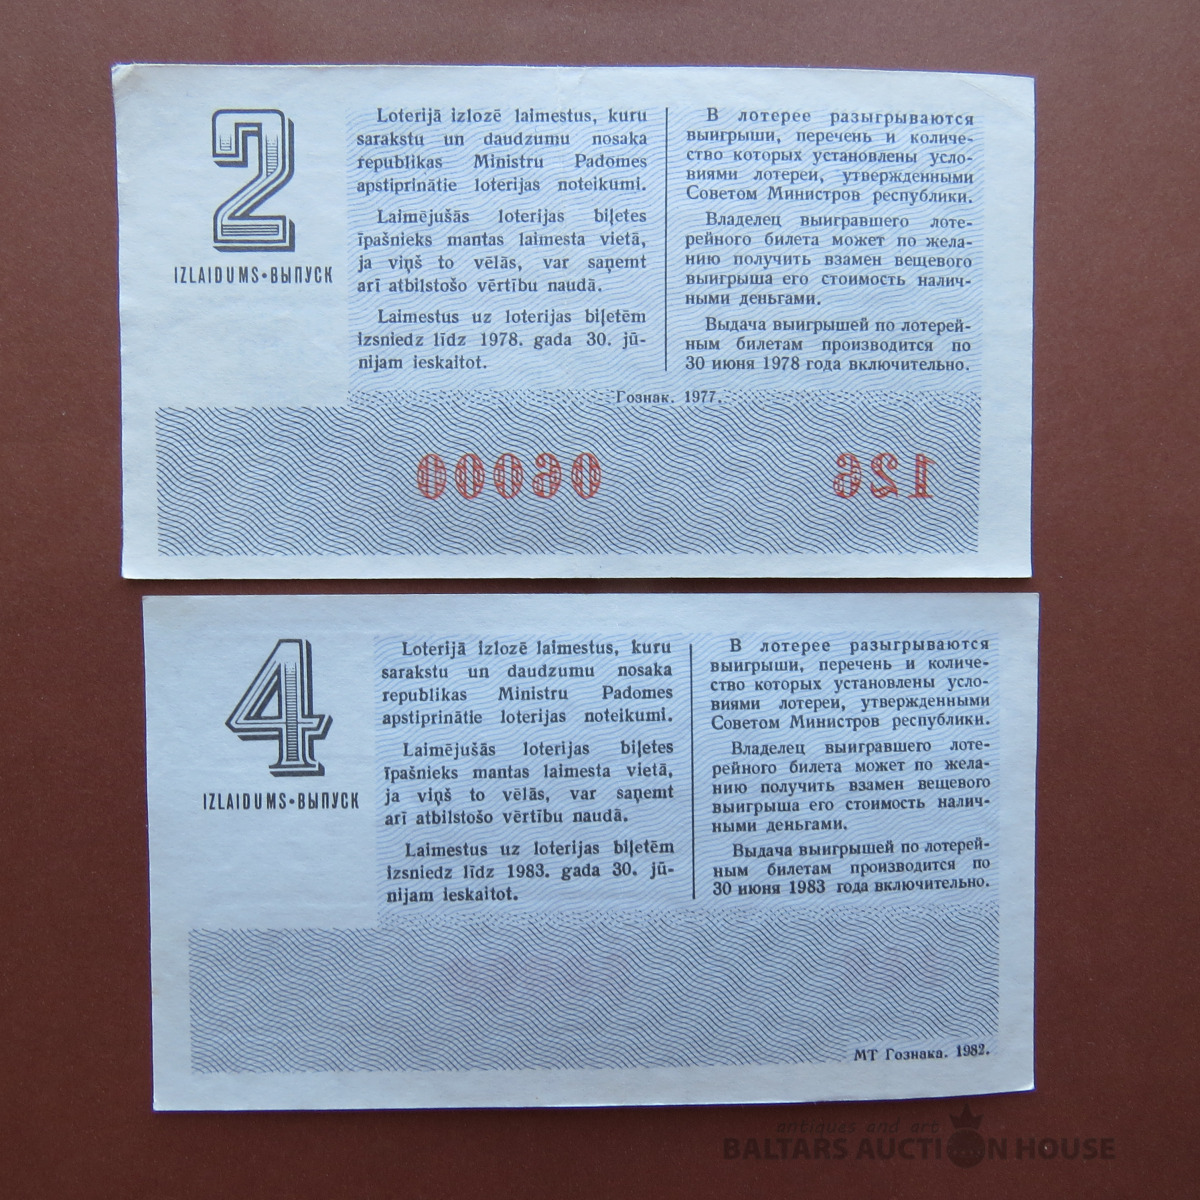 2
IZLAIDUMS•ВЫПУСК
Loterijā izlozē laimestus, kuru
sarakstu un daudzumu nosaka
republikas Ministru Padomes
apstiprinātie loterijas noteikumi.
Laimējušās loterijas biļetes
īpašnieks mantas laimesta vietā,
ja viņš to vēlās, var saņemt
arī atbilstošo vērtību naudā.
Laimestus uz loterijas biļetēm
izsniedz līdz 1978. gada 30. jū-
nijam ieskaitot.
В лотерее разыгрываются
выигрыши, перечень и количе-
ство которых установлены усло-
виями лотереи, утвержденными
Советом Министров республики.
Владелец выигравшего лоте-
рейного билета может по жела-
нию получить взамен вещевого
выигрыша его стоимость налич-
ными деньгами.
Выдача выигрышей по лотерей-
ным билетам производится по
30 июня 1978 года включительно.
Гознак. 1977.
00060 126
4
IZLAIDUMS•ВЫПУСК
Loterijā izlozē laimestus, kuru
sarakstu un daudzumu nosaka
republikas Ministru Padomes
apstiprinātie loterijas noteikumi.
Laimējušās loterijas biļetes
īpašnieks mantas laimesta vietā,
ja viņš to vēlās, var saņemt
arī atbilstošo vērtību naudā.
Laimestus uz loterijas biļetēm
izsniedz līdz 1983. gada 30. jū-
nijam ieskaitot.
В лотерее разыгрываются
выигрыши, перечень и количе-
ство которых установлены усло-
виями лотереи, утвержденными
Советом Министров республики.
Владелец выигравшего лоте-
рейного билета может по жела-
нию получить взамен вещевого
выигрыша его стоимость налич-
ными деньгами.
Выдача выигрышей по лотерей-
ным билетам производится по
30 июня 1983 года включительно.
МТ Гознака. 1982.
antiques and art
BALTARS AUCTION HOUSE